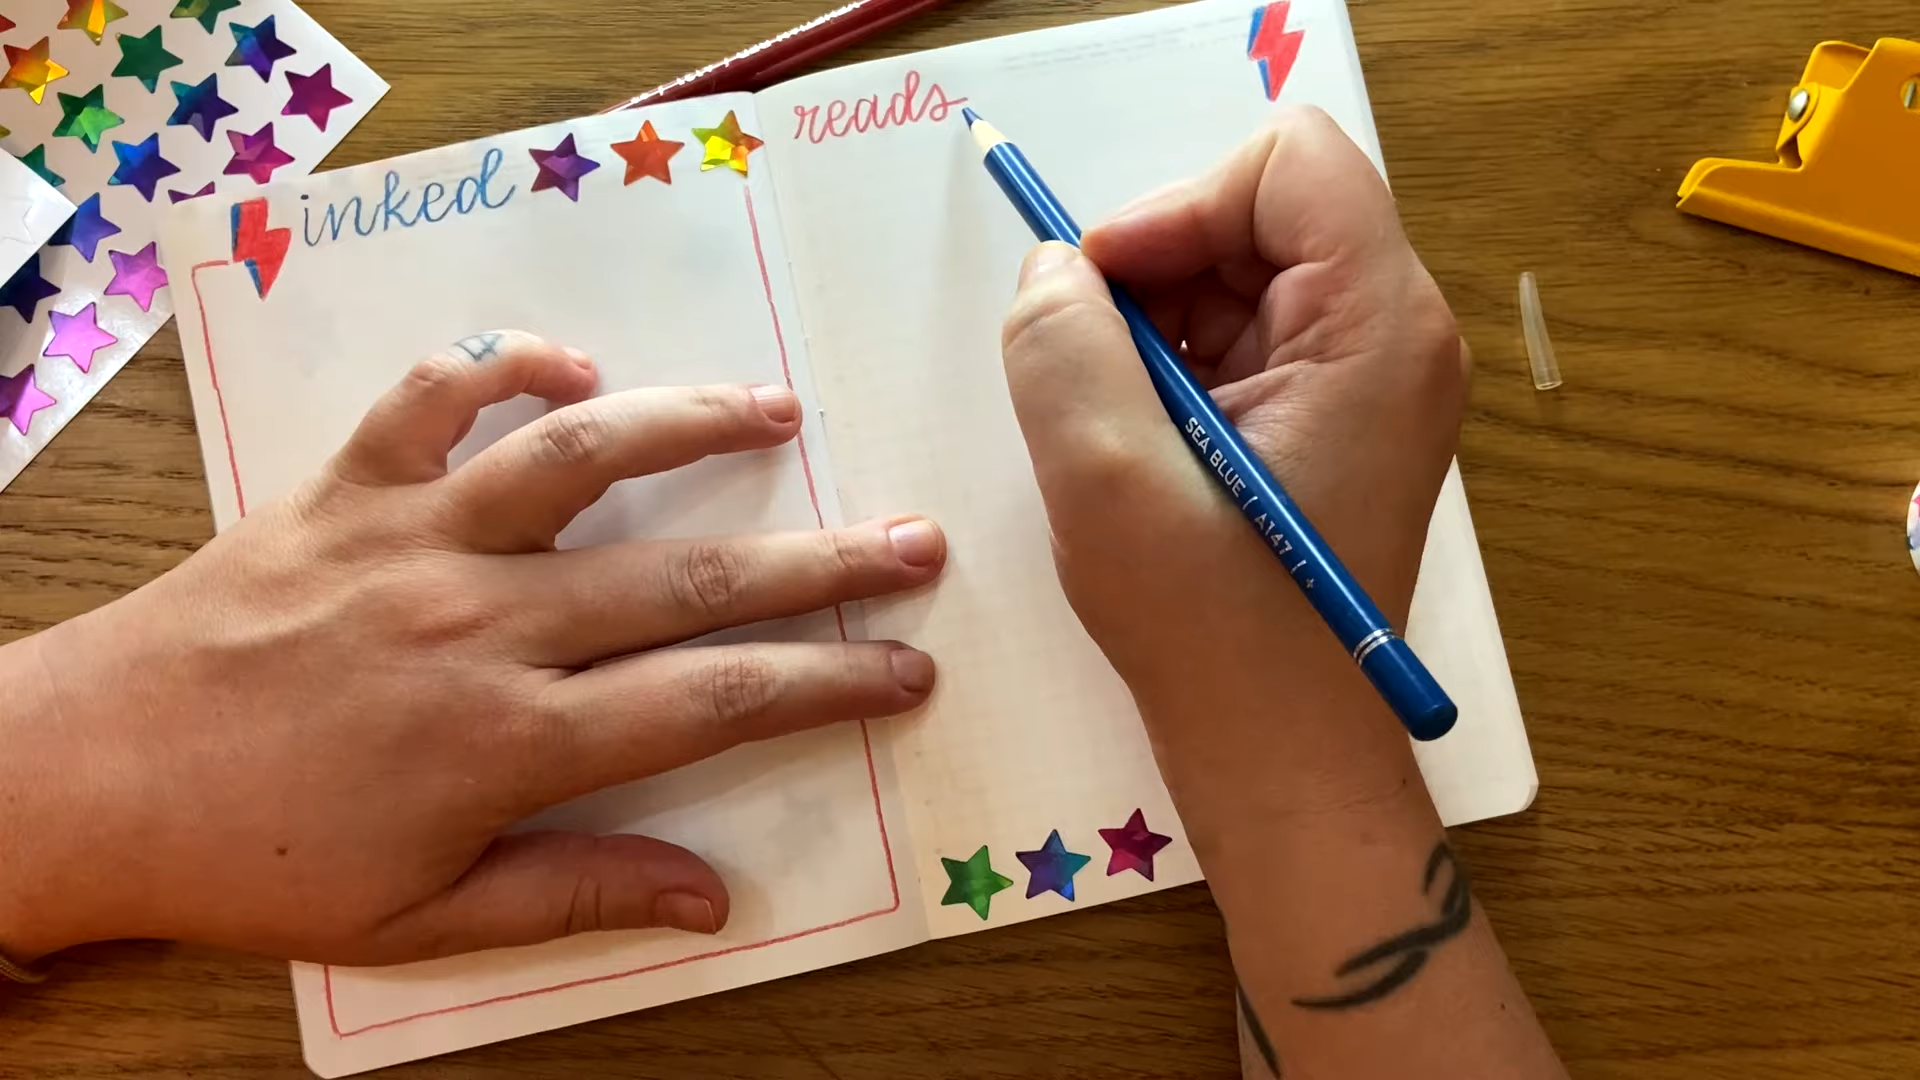 inked
reads
SEA BLUE / A147 / +